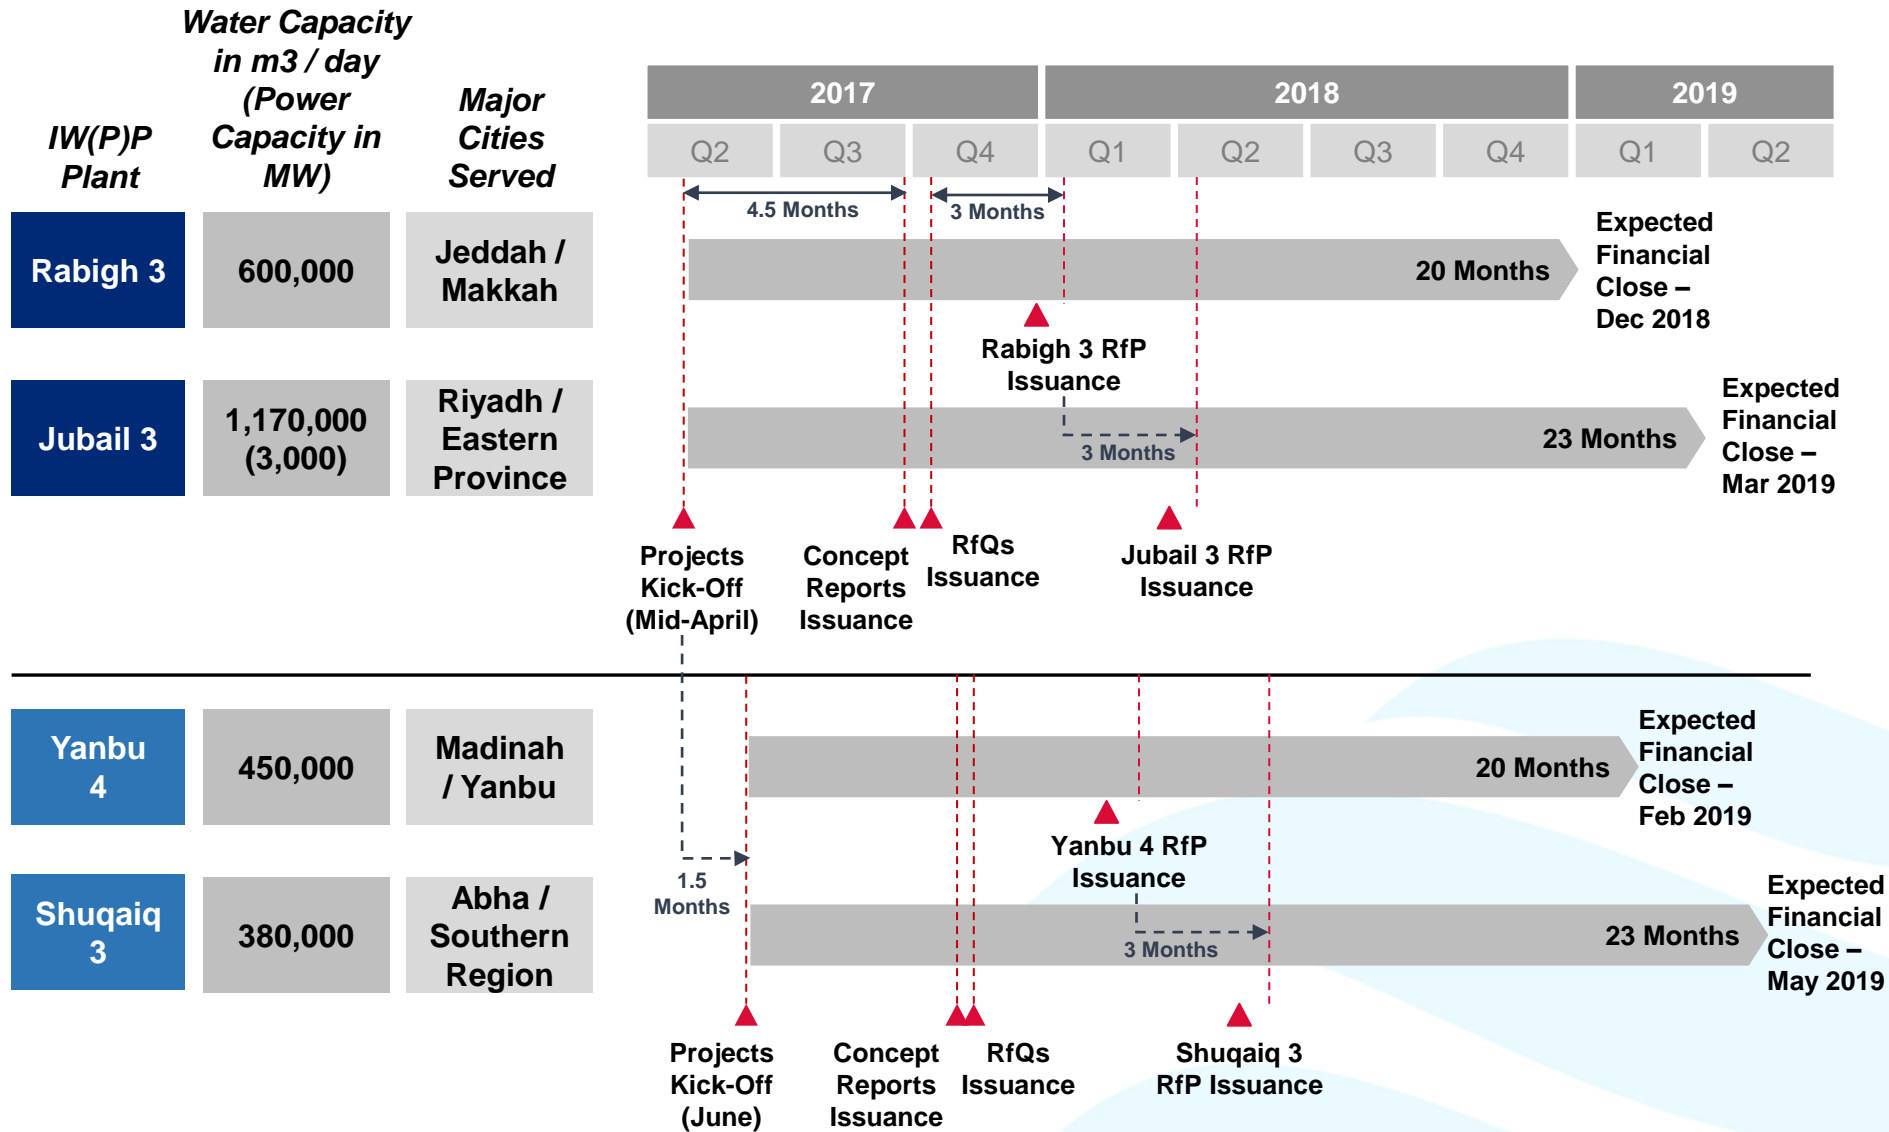 Water Capacity
in m3 / day
(Power
Capacity in
MW)
IW(P)P
Plant
Major
Cities
Served
2017
2018
2019
Q2
Q3
Q4
Q1
Q2
Q3
Q4
Q1
Q2
4.5 Months
3 Months
Rabigh 3
600,000
Jeddah /
Makkah
20 Months
Expected
Financial
Close –
Dec 2018
Rabigh 3 RfP
Issuance
Jubail 3
1,170,000
(3,000)
Riyadh /
Eastern
Province
3 Months
23 Months
Expected
Financial
Close –
Mar 2019
Projects
Kick-Off
(Mid-April)
Concept
Reports
Issuance
RfQs
Issuance
Jubail 3 RfP
Issuance
Yanbu
4
450,000
Madinah
/ Yanbu
20 Months
Expected
Financial
Close –
Feb 2019
Yanbu 4 RfP
Issuance
1.5
Months
Shuqaiq
3
380,000
Abha /
Southern
Region
3 Months
23 Months
Expected
Financial
Close –
May 2019
Projects
Kick-Off
(June)
Concept
Reports
Issuance
RfQs
Issuance
Shuqaiq 3
RfP Issuance